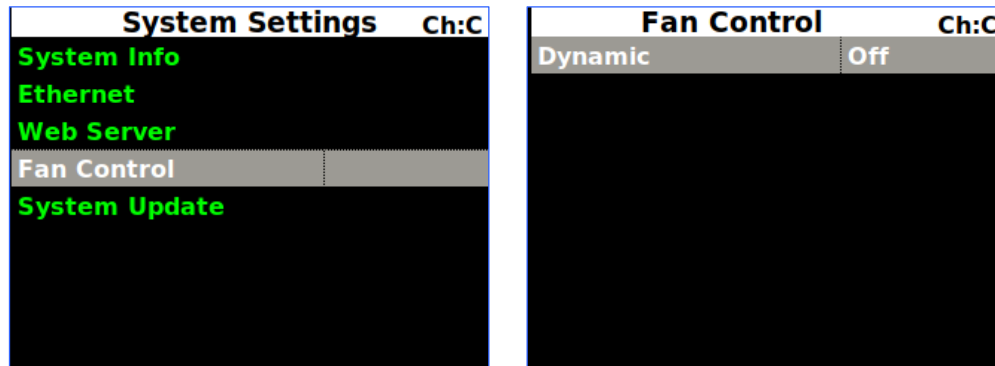 System Settings Ch:C
System Info
Ethernet
Web Server
Fan Control
System Update
Fan Control Ch:C
Dynamic Off